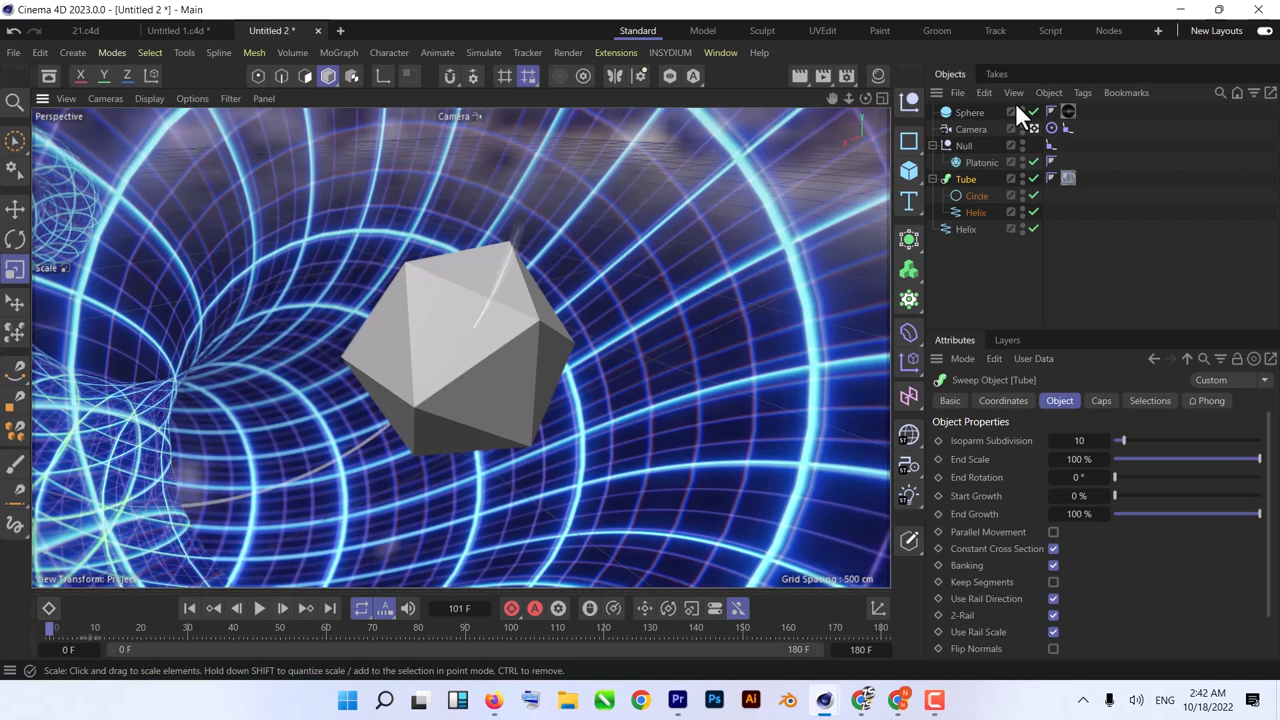 Cinema 4D 2023.0.0 - [Untitled 2 *] - Main
21.c4d
Untitled 1.c4d *
Untitled 2 *
Standard
Model
Sculpt
UVEdit
Paint
Groom
Track
Script
Nodes
New Layouts
File
Edit
Create
Modes
Select
Tools
Spline
Mesh
Volume
MoGraph
Character
Animate
Simulate
Tracker
Render
Extensions
INSYDIUM
Window
Help
X
Y
Z
View
Cameras
Display
Options
Filter
Panel
Perspective
Camera
Y
X
Scale
View Transform: Project
Grid Spacing : 500 cm
Objects
Takes
File
Edit
View
Object
Tags
Bookmarks
Sphere
Camera
Null
Platonic
Tube
Circle
Helix
Helix
Attributes
Layers
Mode
Edit
User Data
Sweep Object [Tube]
Custom
Basic
Coordinates
Object
Caps
Selections
Phong
Object Properties
Isoparm Subdivision 10
End Scale 100 %
End Rotation 0 °
Start Growth 0 %
End Growth 100 %
Parallel Movement
Constant Cross Section
Banking
Keep Segments
Use Rail Direction
2-Rail
Use Rail Scale
Flip Normals
101 F
0 10 20 30 40 50 60 70 80 90 100 110 120 130 140 150 160 170 180
0 F
0 F
180 F
180 F
Scale: Click and drag to scale elements. Hold down SHIFT to quantize scale / add to the selection in point mode, CTRL to remove.
Pr
Ps
Ai
ENG
2:42 AM
10/18/2022